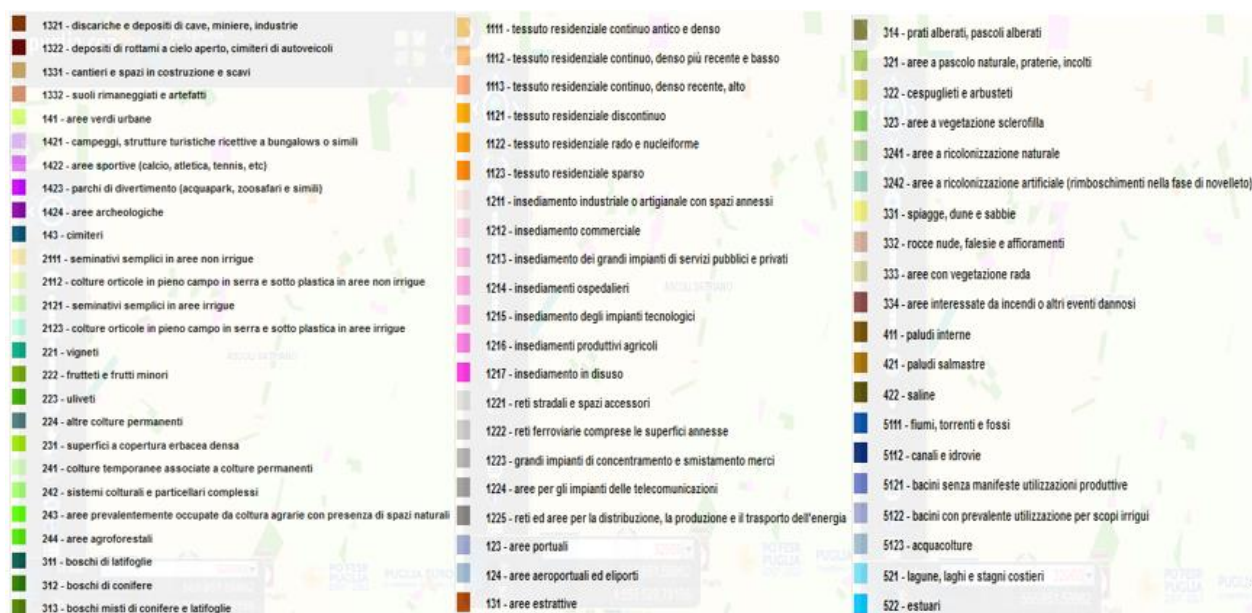 1321 - discariche e depositi di cave, miniere, industrie
1322 - depositi di rottami a cielo aperto, cimiteri di autoveicoli
1331 - cantieri e spazi in costruzione e scavi
1332 - suoli rimaneggiati e artefatti
141 - aree verdi urbane
1421 - campeggi, strutture turistiche ricettive a bungalows o simili
1422 - aree sportive (calcio, atletica, tennis, etc)
1423 - parchi di divertimento (acquapark, zoosafari e simili)
1424 - aree archeologiche
143 - cimiteri
2111 - seminativi semplici in aree non irrigue
2112 - colture orticole in pieno campo in serra e sotto plastica in aree non irrigue
2121 - seminativi semplici in aree irrigue
2123 - colture orticole in pieno campo in serra e sotto plastica in aree irrigue
221 - vigneti
222 - frutteti e frutti minori
223 - uliveti
224 - altre colture permanenti
231 - superfici a copertura erbacea densa
241 - colture temporanee associate a colture permanenti
242 - sistemi colturali e particellari complessi
243 - aree prevalentemente occupate da coltura agrarie con presenza di spazi naturali
244 - aree agroforestali
311 - boschi di latifoglie
312 - boschi di conifere
313 - boschi misti di conifere e latifoglie
1111 - tessuto residenziale continuo antico e denso
1112 - tessuto residenziale continuo, denso più recente e basso
1113 - tessuto residenziale continuo, denso recente, alto
1121 - tessuto residenziale discontinuo
1122 - tessuto residenziale rado e nucleiforme
1123 - tessuto residenziale sparso
1211 - insediamento industriale o artigianale con spazi annessi
1212 - insediamento commerciale
1213 - insediamento dei grandi impianti di servizi pubblici e privati
1214 - insediamenti ospedalieri
1215 - insediamento degli impianti tecnologici
1216 - insediamenti produttivi agricoli
1217 - insediamento in disuso
1221 - reti stradali e spazi accessori
1222 - reti ferroviarie comprese le superfici annesse
1223 - grandi impianti di concentramento e smistamento merci
1224 - aree per gli impianti delle telecomunicazioni
1225 - reti ed aree per la distribuzione, la produzione e il trasporto dell'energia
123 - aree portuali
124 - aree aeroportuali ed eliporti
131 - aree estrattive
314 - prati alberati, pascoli alberati
321 - aree a pascolo naturale, praterie, incolti
322 - cespuglieti e arbusteti
323 - aree a vegetazione sclerofilla
3241 - aree a ricolonizzazione naturale
3242 - aree a ricolonizzazione artificiale (rimboschimenti nella fase di novelleto)
331 - spiagge, dune e sabbie
332 - rocce nude, falesie e affioramenti
333 - aree con vegetazione rada
334 - aree interessate da incendi o altri eventi dannosi
411 - paludi interne
421 - paludi salmastre
422 - saline
5111 - fiumi, torrenti e fossi
5112 - canali e idrovie
5121 - bacini senza manifeste utilizzazioni produttive
5122 - bacini con prevalente utilizzazione per scopi irrigui
5123 - acquacolture
521 - lagune, laghi e stagni costieri
522 - estuari